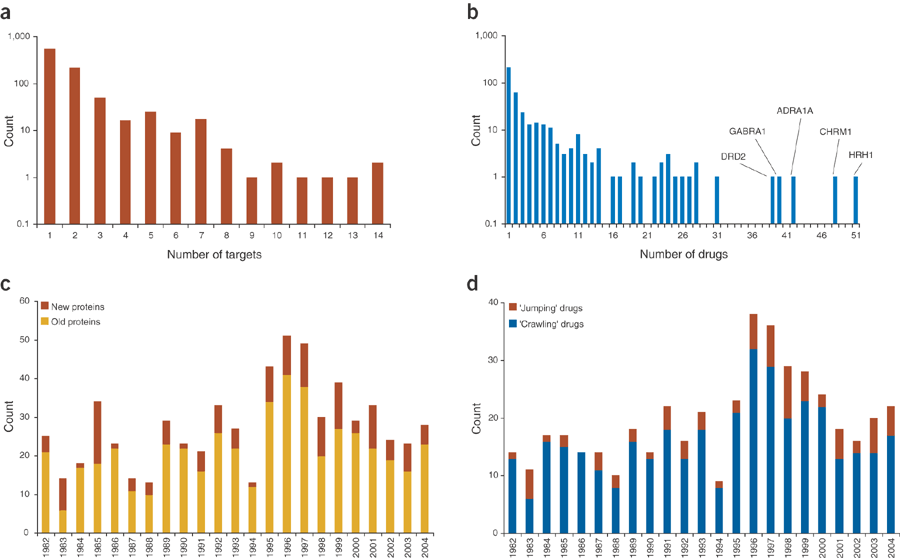 a
1,000
100
10
1
0.1
Count
1 2 3 4 5 6 7 8 9 10 11 12 13 14
Number of targets
b
1,000
100
10
1
0.1
Count
DRD2
GABRA1
ADRA1A
CHRM1
HRH1
1 6 11 16 21 26 31 36 41 46 51
Number of drugs
c
60
50
40
30
20
10
0
Count
New proteins
Old proteins
1982 1983 1984 1985 1986 1987 1988 1989 1990 1991 1992 1993 1994 1995 1996 1997 1998 1999 2000 2001 2002 2003 2004
d
40
30
20
10
0
Count
'Jumping' drugs
'Crawling' drugs
1982 1983 1984 1985 1986 1987 1988 1989 1990 1991 1992 1993 1994 1995 1996 1997 1998 1999 2000 2001 2002 2003 2004